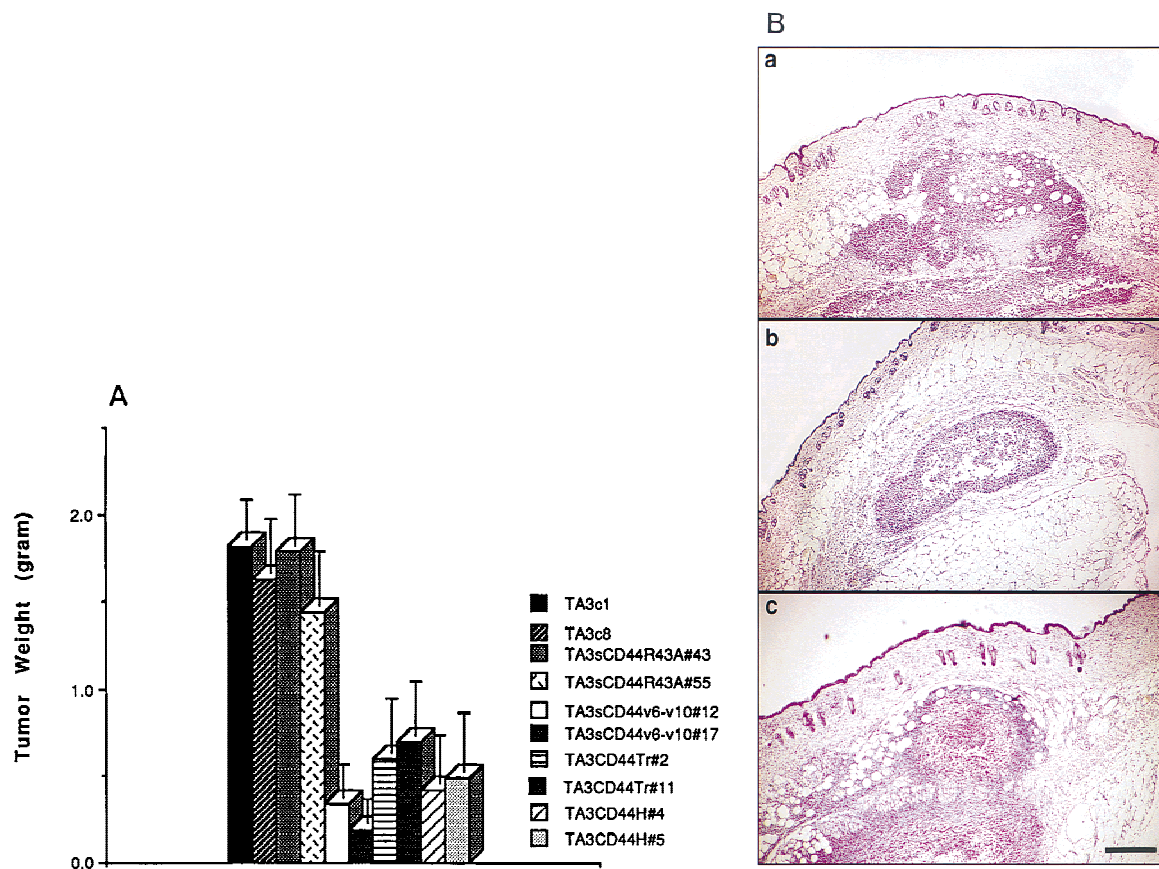 B
a
b
c
A
Tumor Weight (gram)
2.0
1.0
0.0
TA3c1
TA3c8
TA3sCD44R43A#43
TA3sCD44R43A#55
TA3sCD44v6-v10#12
TA3sCD44v6-v10#17
TA3CD44Tr#2
TA3CD44Tr#11
TA3CD44H#4
TA3CD44H#5